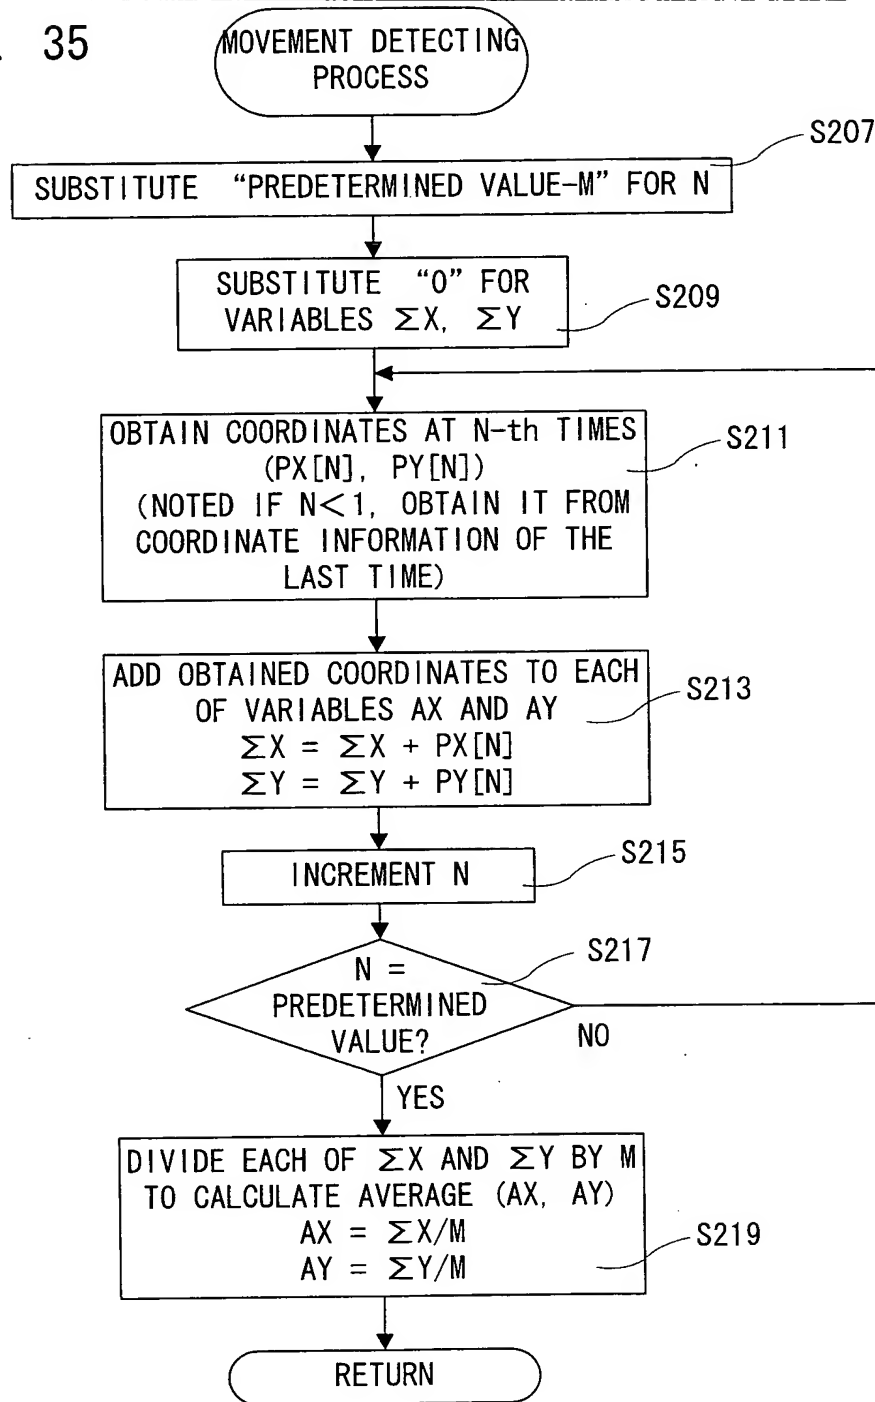 . 35
MOVEMENT DETECTING
PROCESS
S207
SUBSTITUTE “PREDETERMINED VALUE-M” FOR N
SUBSTITUTE “0” FOR
VARIABLES ΣX, ΣY
S209
OBTAIN COORDINATES AT N-th TIMES
(PX[N], PY[N])
(NOTED IF N<1, OBTAIN IT FROM
COORDINATE INFORMATION OF THE
LAST TIME)
S211
ADD OBTAINED COORDINATES TO EACH
OF VARIABLES AX AND AY
ΣX = ΣX + PX[N]
ΣY = ΣY + PY[N]
S213
INCREMENT N
S215
N =
PREDETERMINED
VALUE?
S217
NO
YES
DIVIDE EACH OF ΣX AND ΣY BY M
TO CALCULATE AVERAGE (AX, AY)
AX = ΣX/M
AY = ΣY/M
S219
RETURN